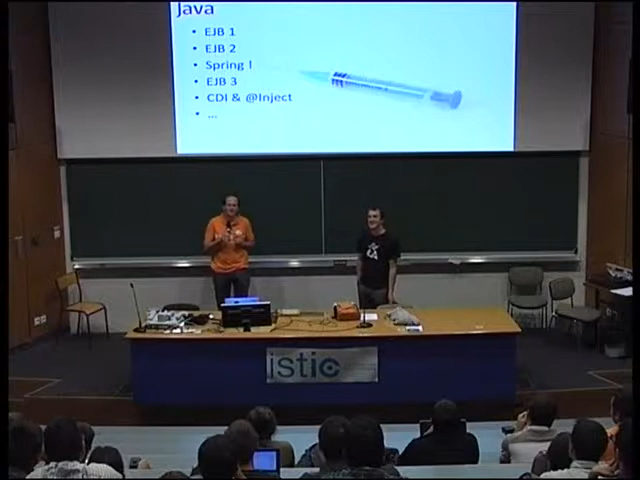 Java
• EJB 1
• EJB 2
• Spring !
• EJB 3
• CDI & @Inject
• ...
istic